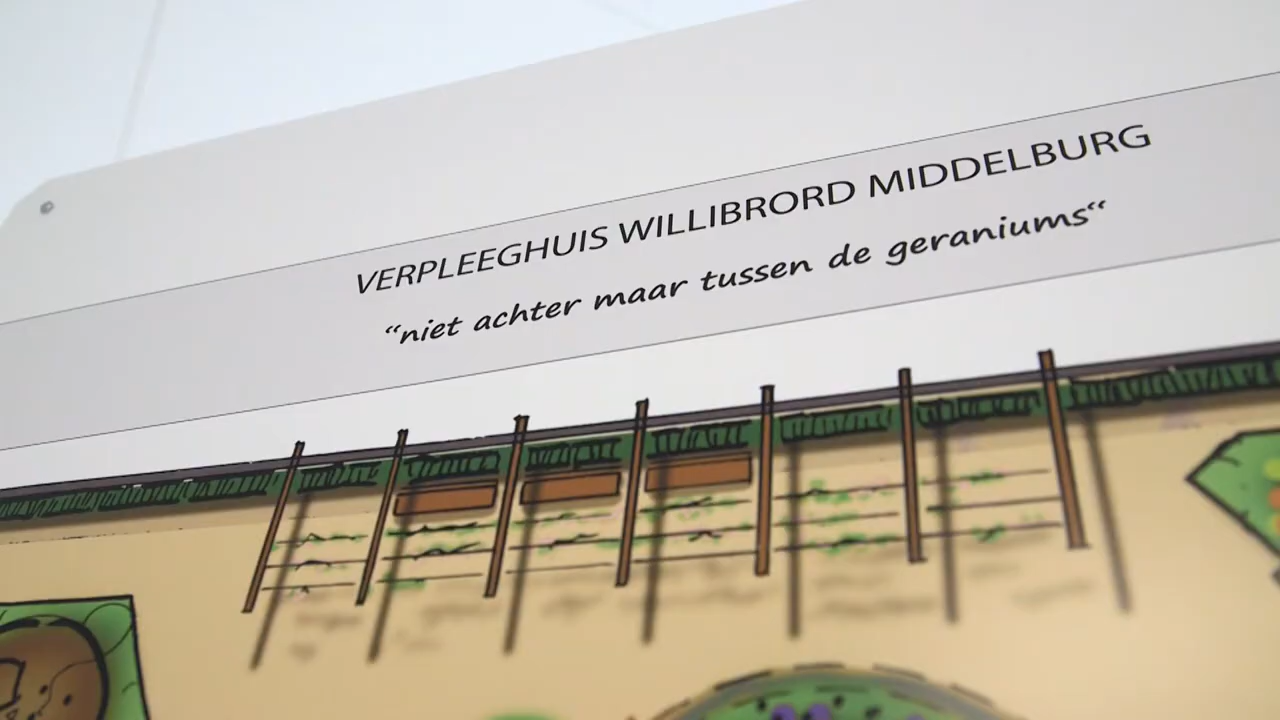 VERPLEEGHUIS WILLIBRORD MIDDELBURG
“niet achter maar tussen de geraniums“